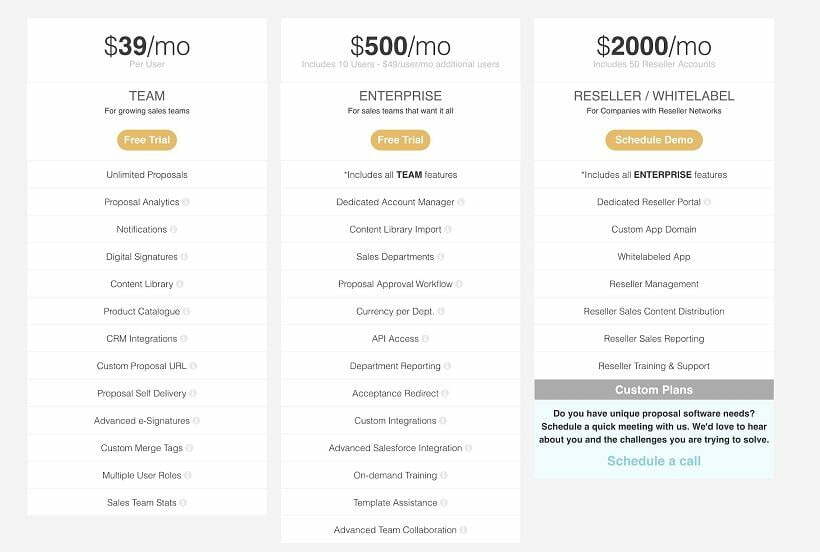 $39/mo
Per User
TEAM
For growing sales teams
Free Trial
Unlimited Proposals
Proposal Analytics
Notifications
Digital Signatures
Content Library
Product Catalogue
CRM Integrations
Custom Proposal URL
Proposal Self Delivery
Advanced e-Signatures
Custom Merge Tags
Multiple User Roles
Sales Team Stats
$500/mo
Includes 10 Users - $49/user/mo additional users
ENTERPRISE
For sales teams that want it all
Free Trial
*Includes all TEAM features
Dedicated Account Manager
Content Library Import
Sales Departments
Proposal Approval Workflow
Currency per Dept.
API Access
Department Reporting
Acceptance Redirect
Custom Integrations
Advanced Salesforce Integration
On-demand Training
Template Assistance
Advanced Team Collaboration
$2000/mo
Includes 50 Reseller Accounts
RESELLER / WHITELABEL
For Companies with Reseller Networks
Schedule Demo
*Includes all ENTERPRISE features
Dedicated Reseller Portal
Custom App Domain
Whitelabeled App
Reseller Management
Reseller Sales Content Distribution
Reseller Sales Reporting
Reseller Training & Support
Custom Plans
Do you have unique proposal software needs?
Schedule a quick meeting with us. We'd love to hear
about you and the challenges you are trying to solve.
Schedule a call